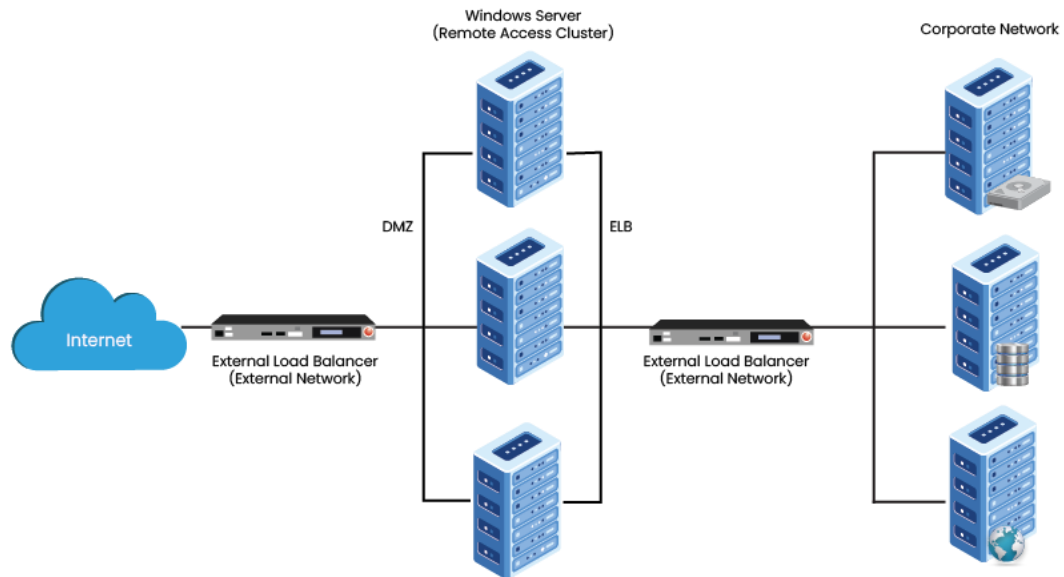 Windows Server
(Remote Access Cluster)
Corporate Network
DMZ
ELB
Internet
External Load Balancer
(External Network)
External Load Balancer
(External Network)